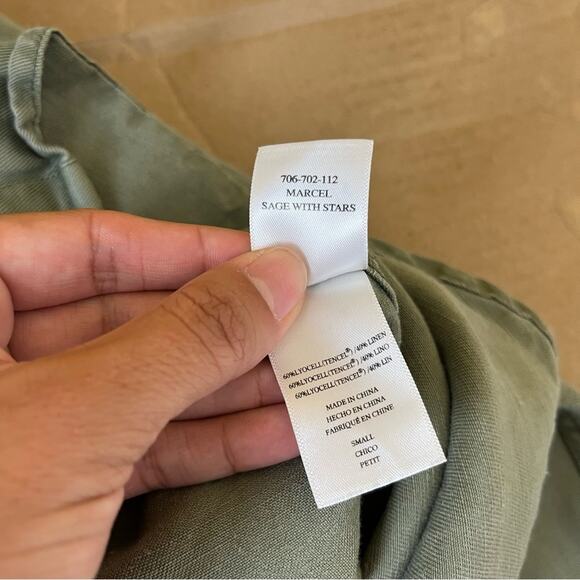 706-702-112
MARCEL
SAGE WITH STARS
60%LYOCELL(TENCEL®) /40% LINEN
60%LYOCELL(TENCEL®) /40% LINO
60%LYOCELL(TENCEL®) /40% LIN
MADE IN CHINA
HECHO EN CHINA
FABRIQUÉ EN CHINE
SMALL
CHICO
PETIT